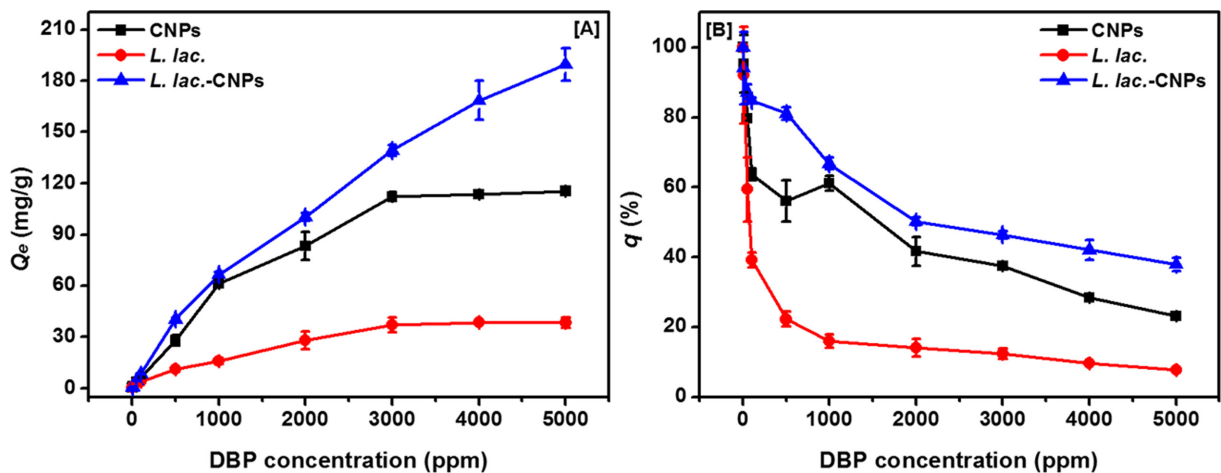 [A]
CNPs
L. lac.
L. lac.-CNPs
Qe (mg/g)
210
180
150
120
90
60
30
0
0 1000 2000 3000 4000 5000
DBP concentration (ppm)
[B]
CNPs
L. lac.
L. lac.-CNPs
q (%)
100
80
60
40
20
0
0 1000 2000 3000 4000 5000
DBP concentration (ppm)